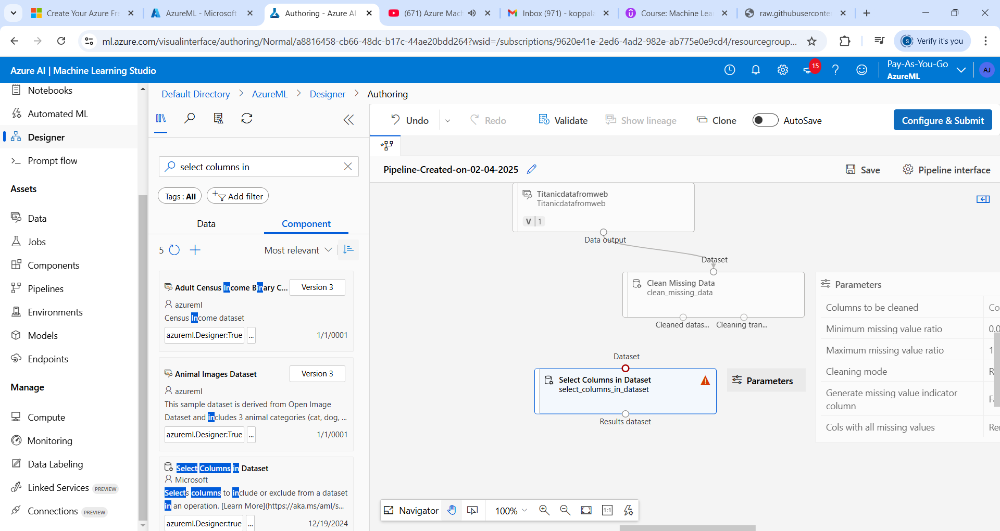 Create Your Azure Fre
AzureML - Microsoft
Authoring - Azure AI
(671) Azure Mach
Inbox (971) - koppala
Course: Machine Lea
raw.githubuserconte
ml.azure.com/visualinterface/authoring/Normal/a8816458-cb66-48dc-b17c-44ae20bdd264?wsid=/subscriptions/9620e41e-2ed6-4ad2-982e-ab775e0e9cd4/resourcegroup...
S
Verify it's you
Azure AI | Machine Learning Studio
15
Pay-As-You-Go
AzureML
AJ
Notebooks
Automated ML
Designer
Prompt flow
Assets
Data
Jobs
Components
Pipelines
Environments
Models
Endpoints
Manage
Compute
Monitoring
Data Labeling
Linked Services PREVIEW
Connections PREVIEW
Default Directory > AzureML > Designer > Authoring
select columns in
Tags : All
Add filter
Data
Component
5
Most relevant
Adult Census Income Binary C...
Version 3
azureml
Census Income dataset
azureml.Designer:True
...
1/1/0001
Animal Images Dataset
Version 3
azureml
This sample dataset is derived from Open Image
Dataset and includes 3 animal categories (cat, dog, ...
azureml.Designer:True
...
1/1/0001
Select Columns in Dataset
Microsoft
Selects columns to include or exclude from a dataset
in an operation. [Learn More](https://aka.ms/aml/s...
azureml.Designer:true
...
12/19/2024
Undo
Redo
Validate
Show lineage
Clone
AutoSave
Configure & Submit
Pipeline-Created-on-02-04-2025
Save
Pipeline interface
Titanicdatafromweb
Titanicdatafromweb
V | 1
Data output
Dataset
Clean Missing Data
clean_missing_data
Cleaned datas...
Cleaning tran...
Parameters
Columns to be cleaned
Co
Minimum missing value ratio
0.0
Maximum missing value ratio
1
Cleaning mode
R
Generate missing value indicator
column
F
Cols with all missing values
Re
Dataset
Select Columns in Dataset
select_columns_in_dataset
Results dataset
Parameters
Navigator
100%
1:1